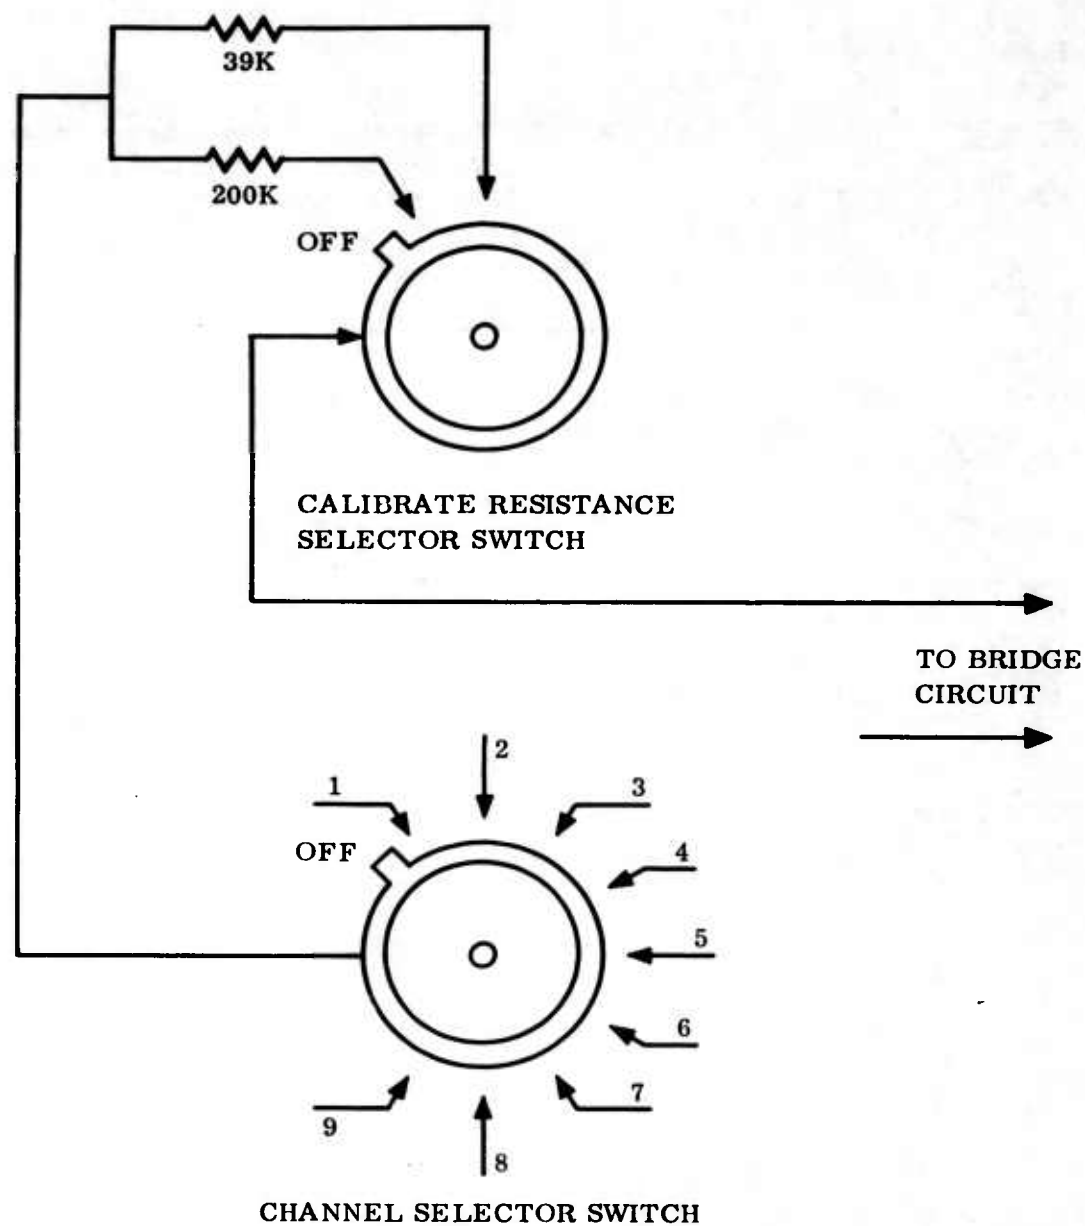 39K
200K
OFF
CALIBRATE RESISTANCE
SELECTOR SWITCH
TO BRIDGE
CIRCUIT
2
1
3
OFF
4
5
6
7
9
8
CHANNEL SELECTOR SWITCH